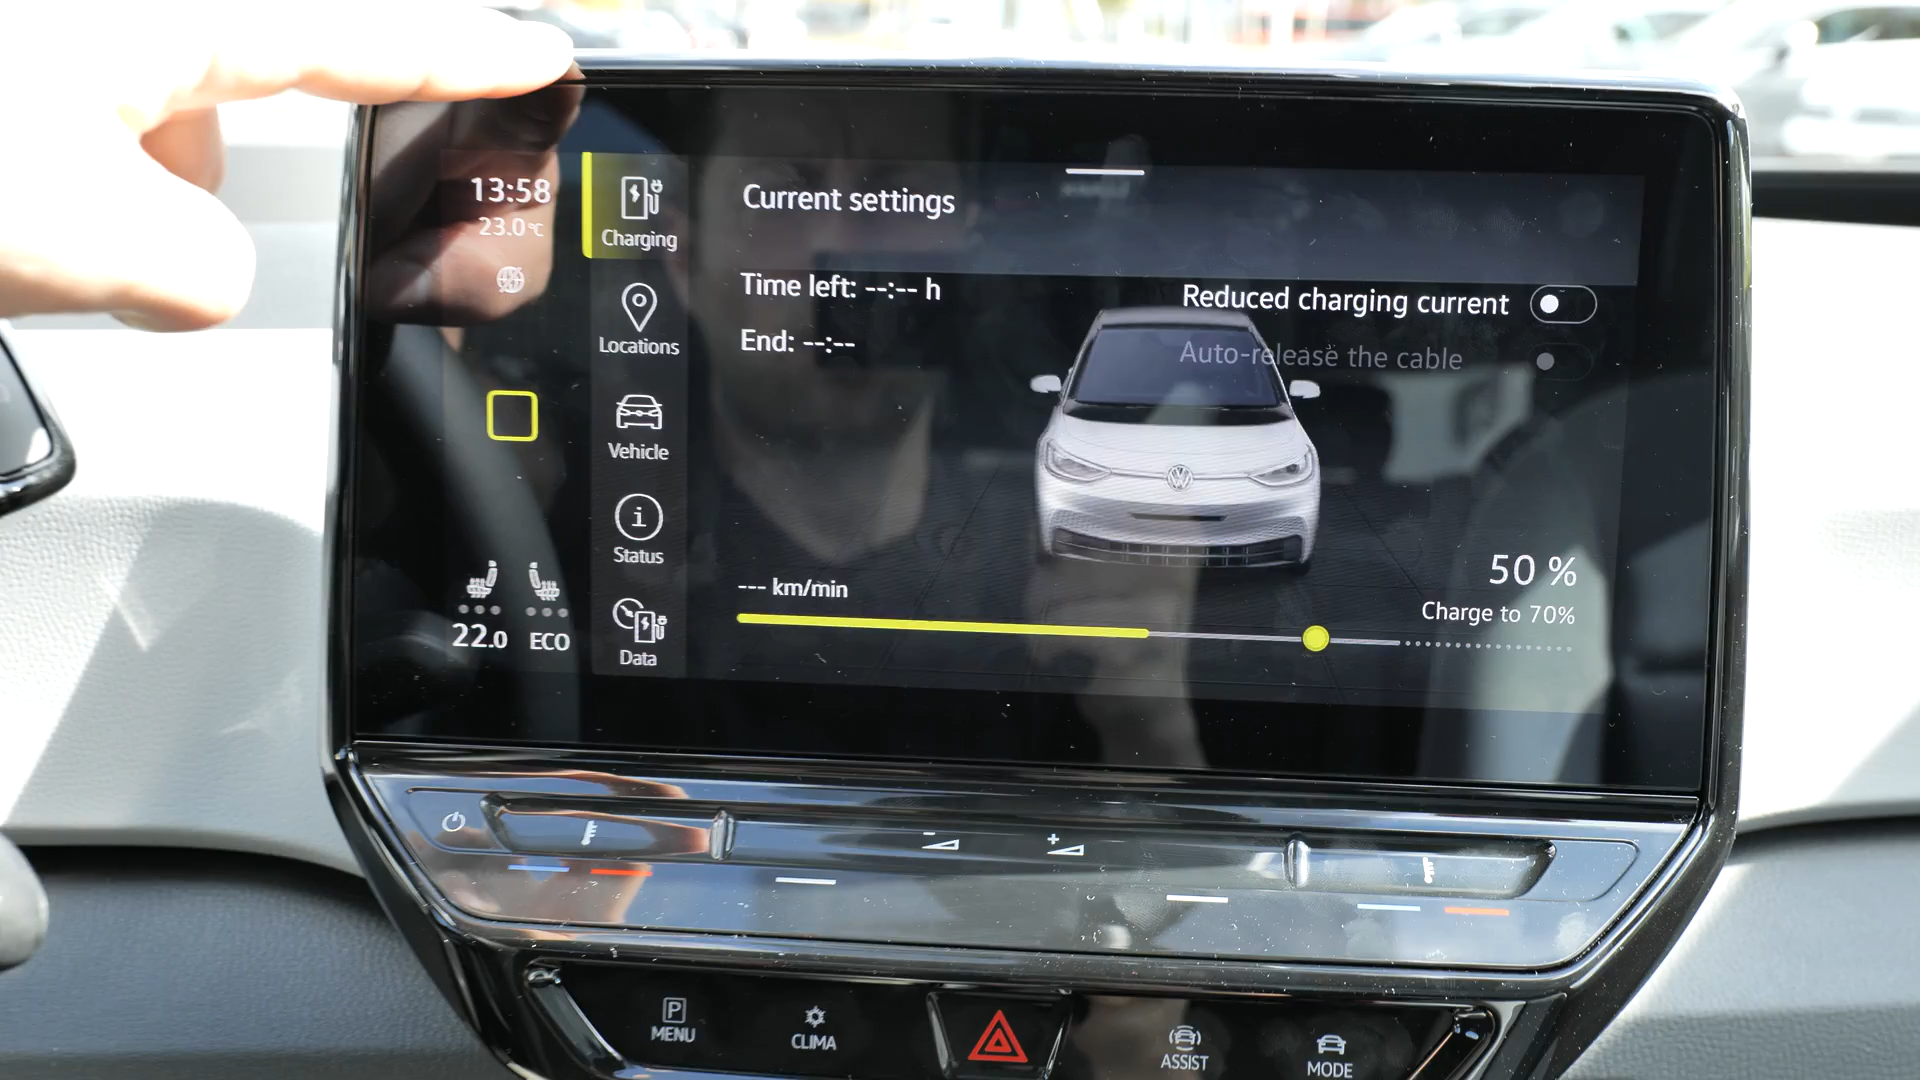 13:58
23.0°C
Charging
Locations
Vehicle
Status
Data
22.0
ECO
Current settings
Time left: --:-- h
End: --:--
Reduced charging current
Auto-release the cable
--- km/min
50 %
Charge to 70%
P
MENU
CLIMA
ASSIST
MODE